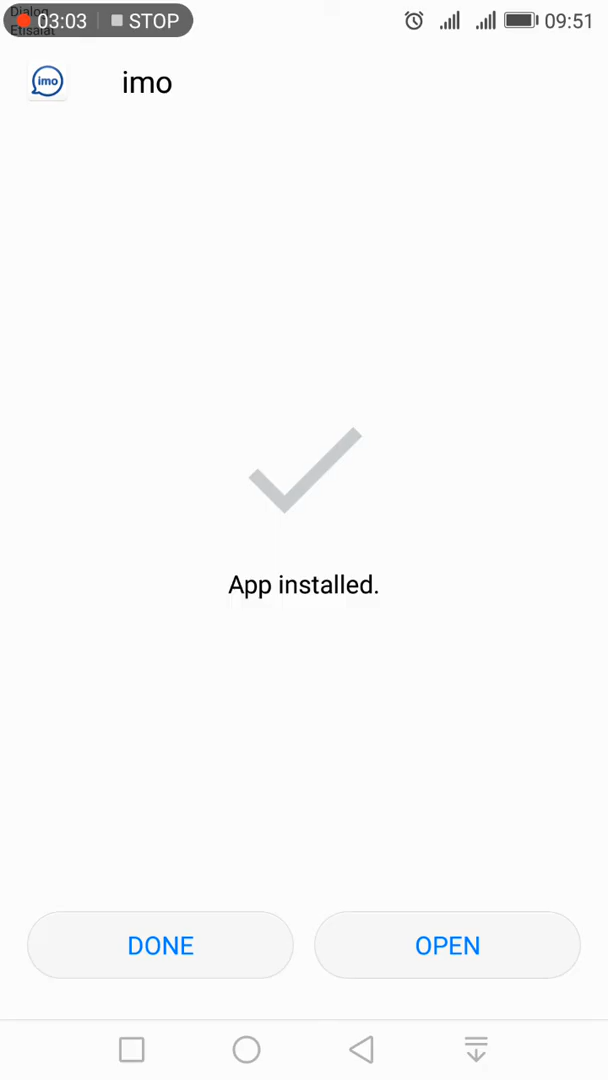 Dialog
Etisalat
03:03 STOP 09:51
imo imo
App installed.
DONE OPEN